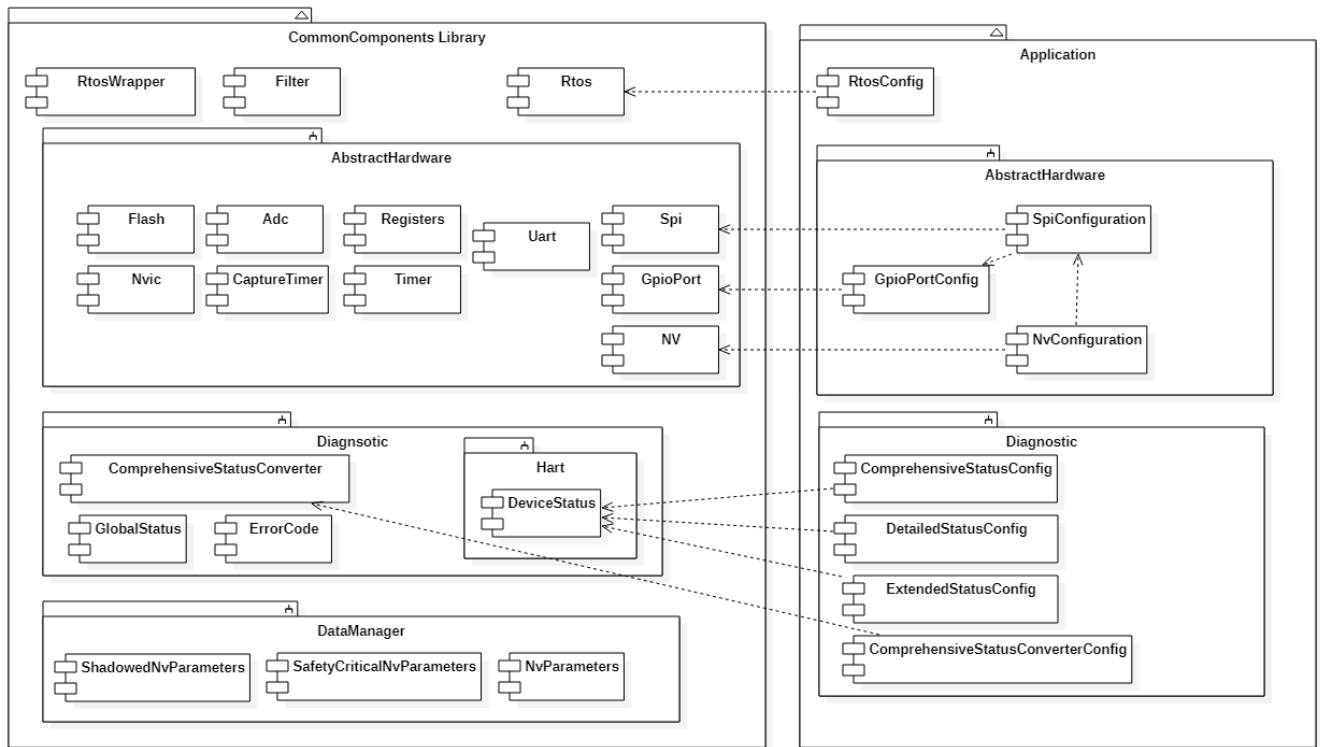 CommonComponents Library
RtosWrapper
Filter
Rtos
AbstractHardware
Flash
Adc
Registers
Uart
Spi
Nvic
CaptureTimer
Timer
GpioPort
NV
Diagnsotic
ComprehensiveStatusConverter
GlobalStatus
ErrorCode
Hart
DeviceStatus
DataManager
ShadowedNvParameters
SafetyCriticalNvParameters
NvParameters
Application
RtosConfig
AbstractHardware
SpiConfiguration
GpioPortConfig
NvConfiguration
Diagnostic
ComprehensiveStatusConfig
DetailedStatusConfig
ExtendedStatusConfig
ComprehensiveStatusConverterConfig